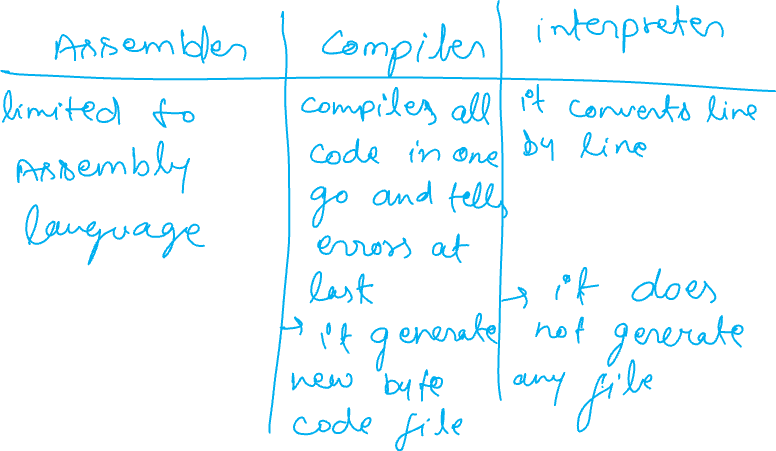 Assembler
limited to
Assembly
language
Compiler
compiles all
code in one
go and tells
errors at
last
→ it generate
new byte
code file
interpreter
it converts line
by line
→ it does
not generate
any file